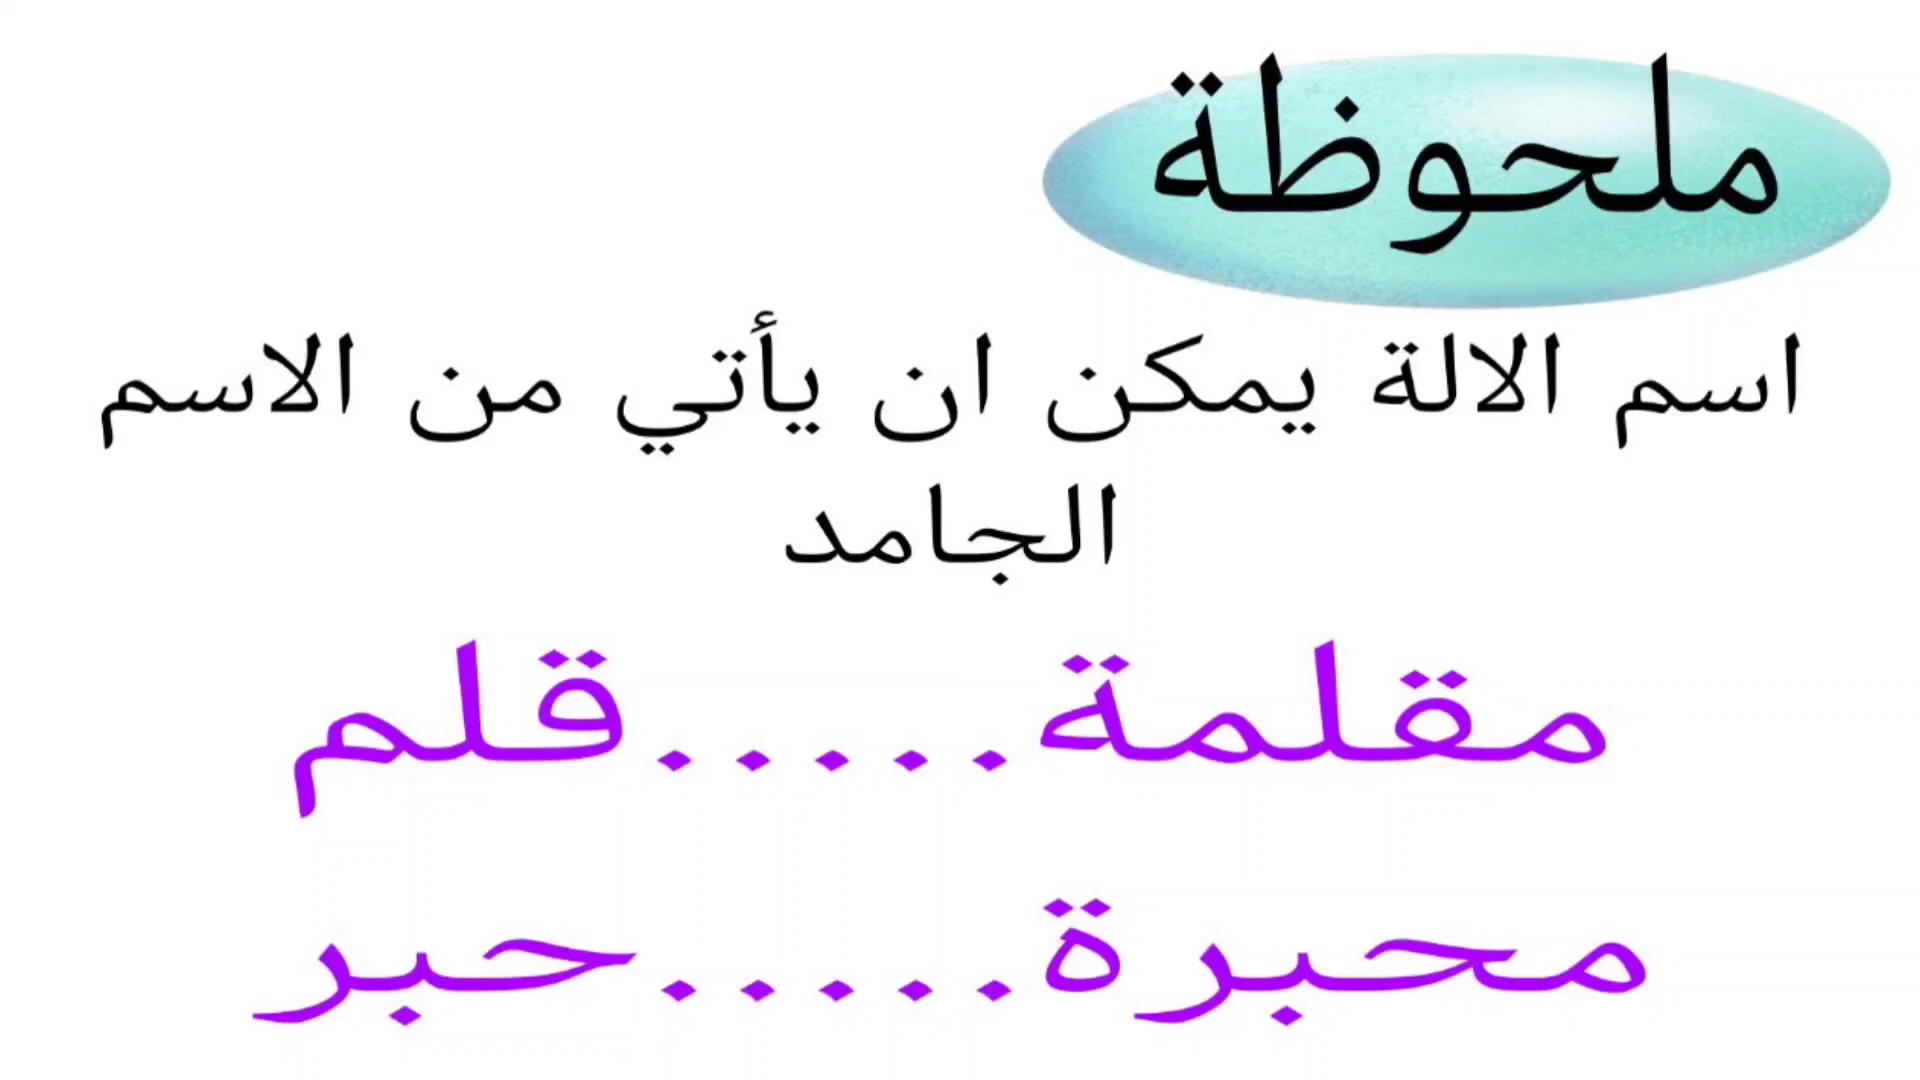 ملحوظة
اسم الالة يمكن ان يأتي من الاسم
الجامد
مقلمة.....قلم
محبرة.....حبر